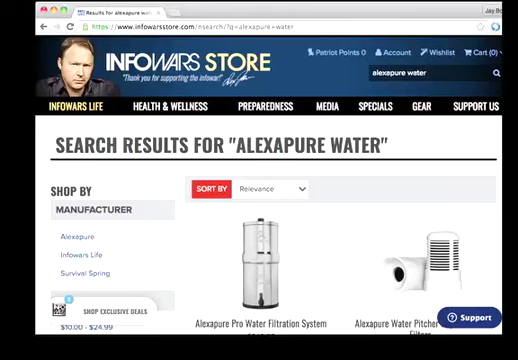 Results for alexapure wat
Jay Bo
https://www.infowarsstore.com/nsearch/?q=alexapure+water
INFOWARS STORE
"Thank you for supporting the infowar!"
Patriot Points 0 Account Wishlist Cart (0)
alexapure water
INFOWARS LIFE HEALTH & WELLNESS PREPAREDNESS MEDIA SPECIALS GEAR SUPPORT US
SEARCH RESULTS FOR "ALEXAPURE WATER"
SHOP BY
SORT BY Relevance
MANUFACTURER
Alexapure
Infowars Life
Survival Spring
SHOP EXCLUSIVE DEALS
$10.00 - $24.99
Support
Alexapure Pro Water Filtration System
Alexapure Water Pitcher